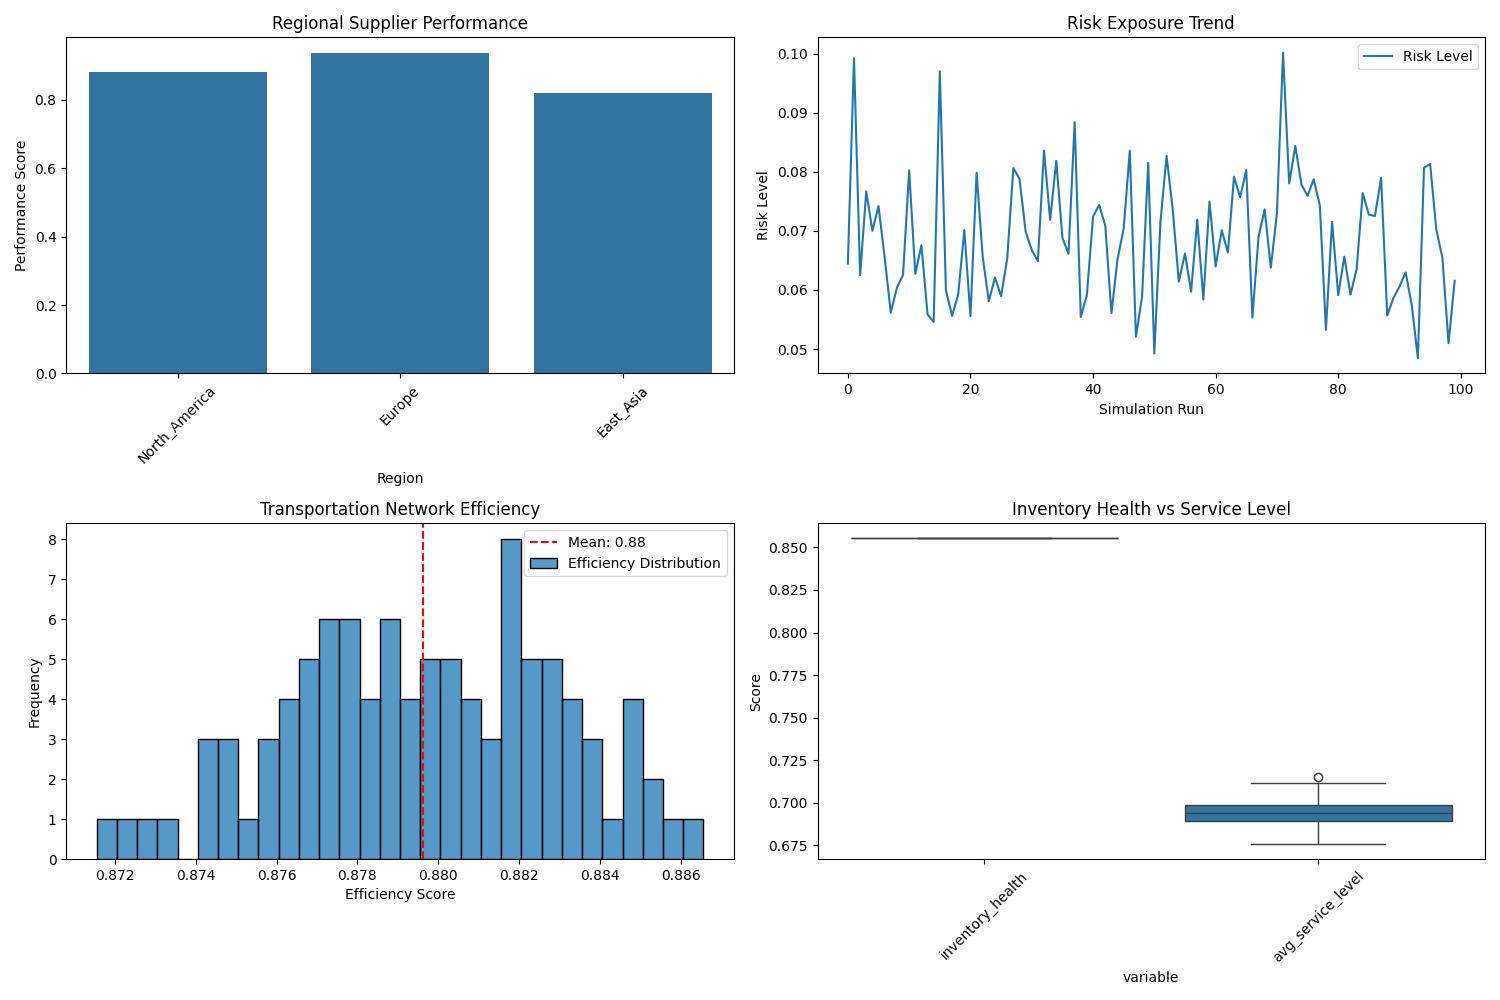 Regional Supplier Performance
Performance Score
0.8
0.6
0.4
0.2
0.0
North_America
Europe
East_Asia
Region
Risk Exposure Trend
Risk Level
Risk Level
0.10
0.09
0.08
0.07
0.06
0.05
0
20
40
60
80
100
Simulation Run
Transportation Network Efficiency
Mean: 0.88
Efficiency Distribution
Frequency
8
7
6
5
4
3
2
1
0
0.872
0.874
0.876
0.878
0.880
0.882
0.884
0.886
Efficiency Score
Inventory Health vs Service Level
Score
0.850
0.825
0.800
0.775
0.750
0.725
0.700
0.675
inventory_health
avg_service_level
variable